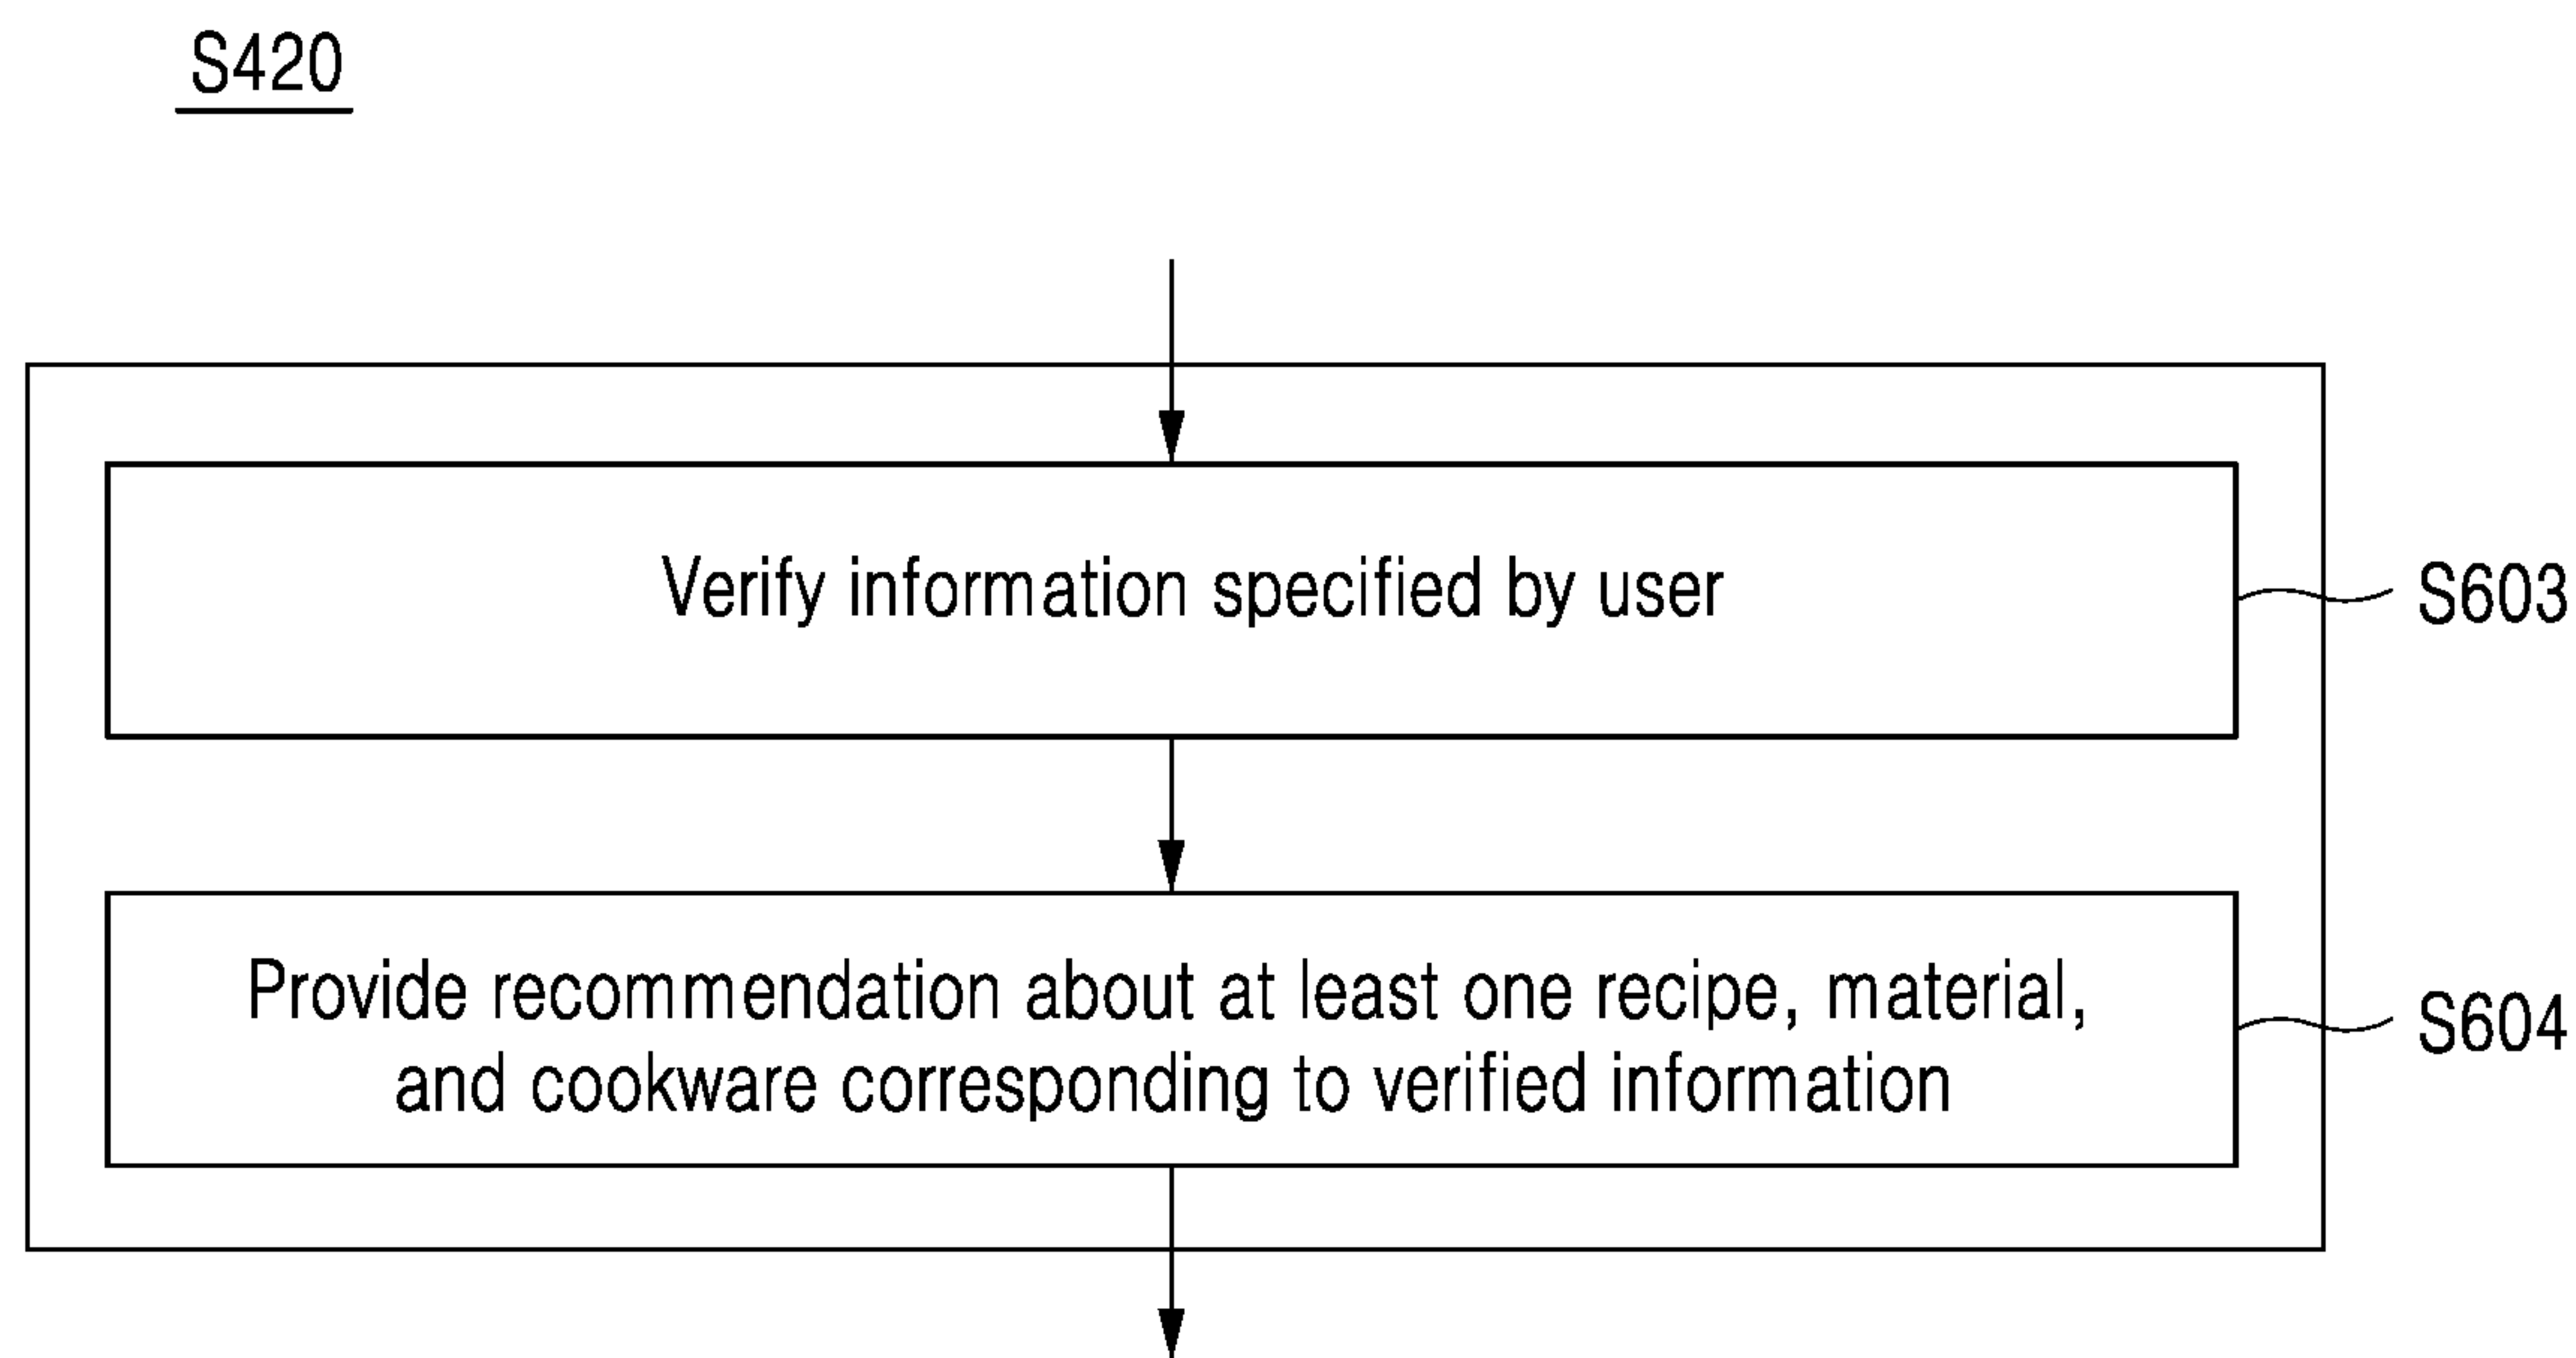 S420
Verify information specified by user
S603
Provide recommendation about at least one recipe, material,
and cookware corresponding to verified information
S604